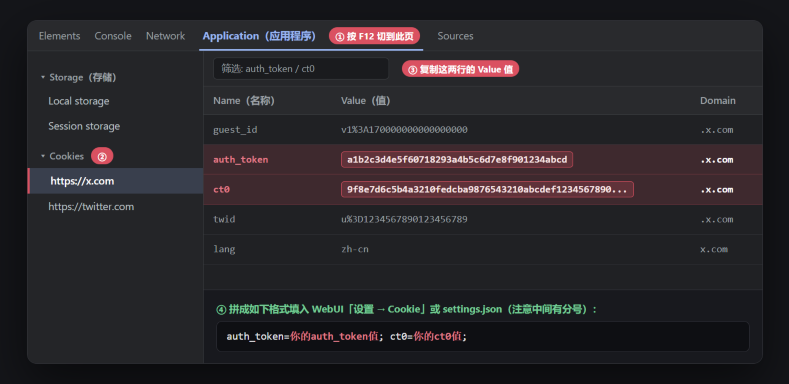 Elements Console Network Application（应用程序） ① 按 F12 切到此页 Sources
▾ Storage（存储）
Local storage
Session storage
▾ Cookies ②
https://x.com
https://twitter.com
筛选: auth_token / ct0 ③ 复制这两行的 Value 值
Name（名称） Value（值） Domain
guest_id v1%3A170000000000000000 .x.com
auth_token a1b2c3d4e5f60718293a4b5c6d7e8f901234abcd .x.com
ct0 9f8e7d6c5b4a3210fedcba9876543210abcdef1234567890... .x.com
twid u%3D1234567890123456789 .x.com
lang zh-cn x.com
④ 拼成如下格式填入 WebUI「设置 → Cookie」或 settings.json（注意中间有分号）：
auth_token=你的auth_token值; ct0=你的ct0值;